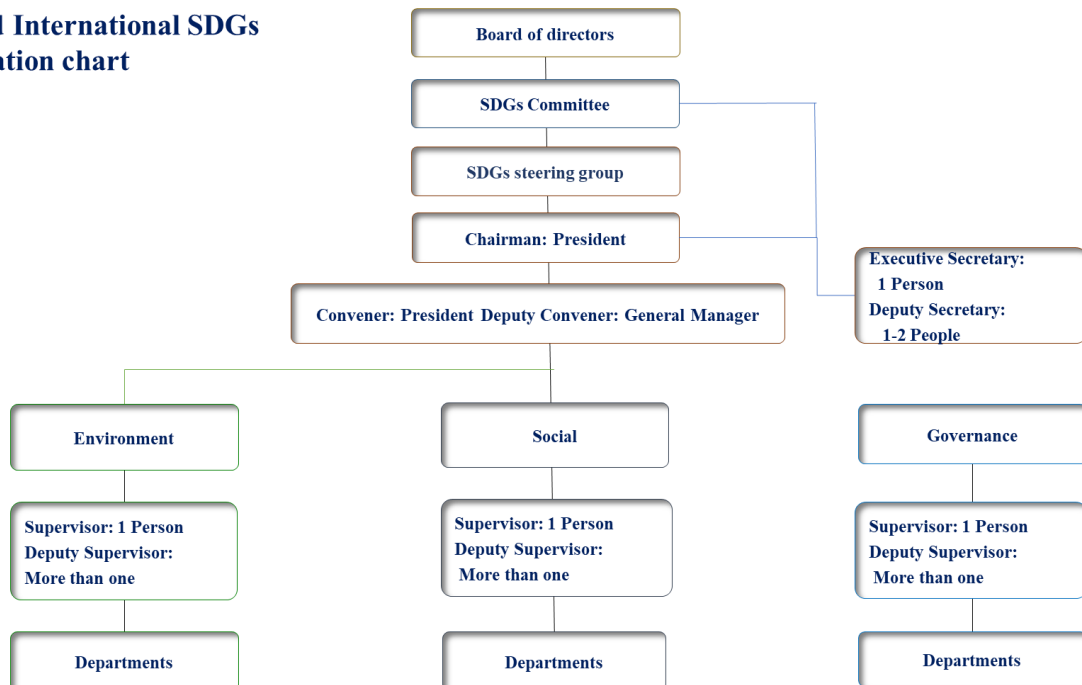 International SDGs
chart
Board of directors
SDGs Committee
SDGs steering group
Chairman: President
Executive Secretary:
1 Person
Deputy Secretary:
1-2 People
Convener: President Deputy Convener: General Manager
Environment
Social
Governance
Supervisor: 1 Person
Deputy Supervisor:
More than one
Supervisor: 1 Person
Deputy Supervisor:
More than one
Supervisor: 1 Person
Deputy Supervisor:
More than one
Departments
Departments
Departments